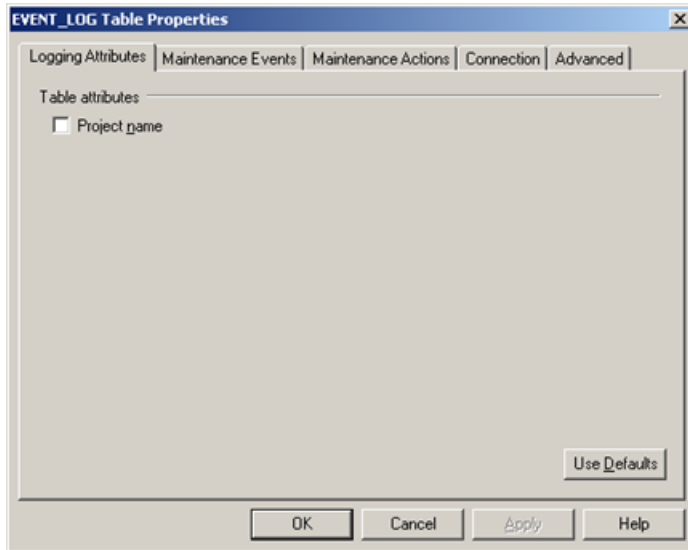 EVENT_LOG Table Properties
Logging Attributes Maintenance Events Maintenance Actions Connection Advanced
Table attributes
Project name
Use Defaults
OK Cancel Apply Help